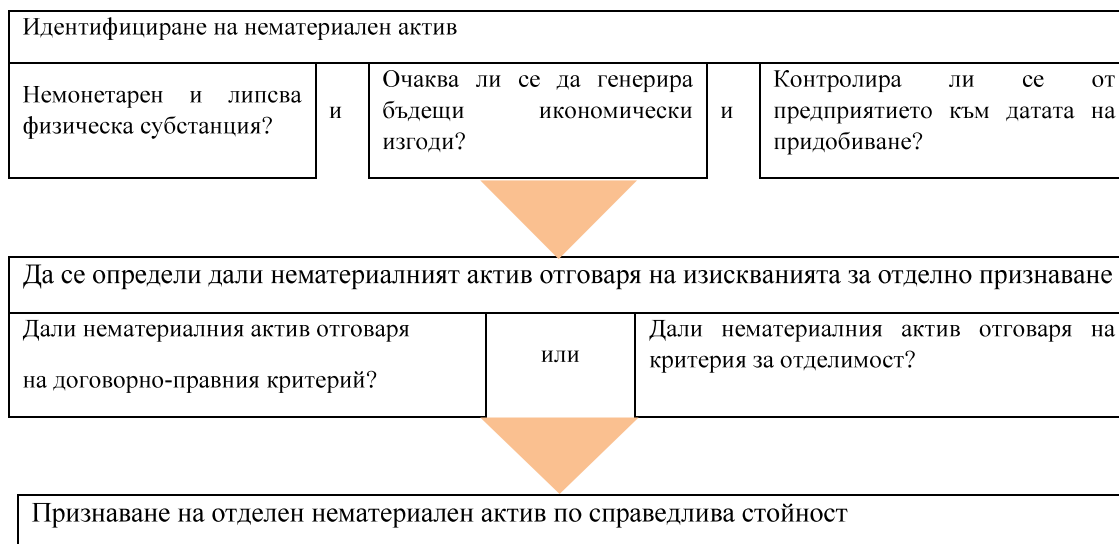 Идентифициране на нематериален актив
Немонетарен и липсва
физическа субстанция?
и
Очаква ли се да генерира
бъдещи икономически
изгоди?
и
Контролира ли се от
предприятието към датата на
придобиване?
Да се определи дали нематериалният актив отговаря на изискванията за отделно признаване
Дали нематериалния актив отговаря
на договорно-правния критерий?
или
Дали нематериалния актив отговаря на
критерия за отделимост?
Признаване на отделен нематериален актив по справедлива стойност